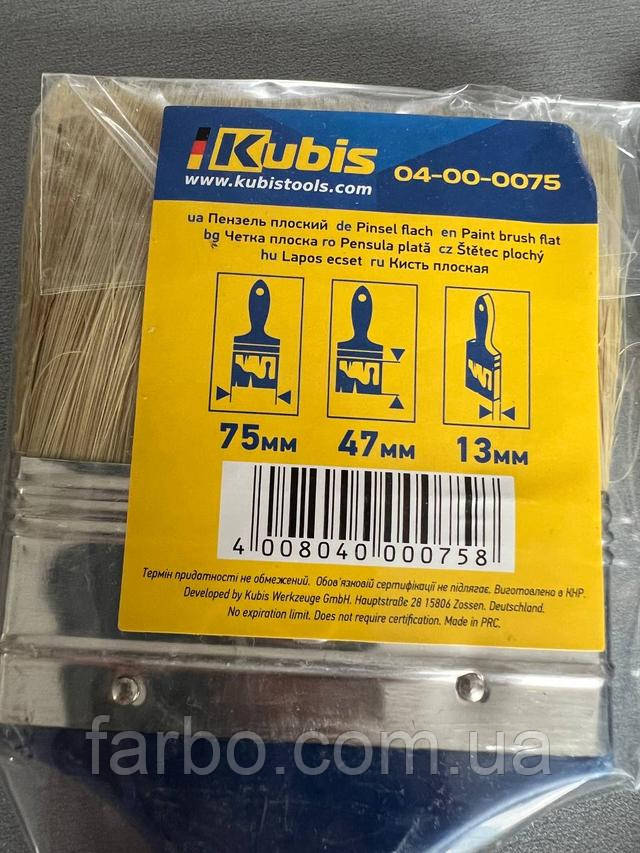 Kubis
www.kubistools.com
04-00-0075
ua Пензель плоский de Pinsel flach en Paint brush flat
bg Четка плоска ro Pensula plată cz Štětec plochý
hu Lapos ecset ru Кисть плоская
75мм 47мм 13мм
4 008040 000758
Термін придатності не обмежений. Обов'язковій сертифікації не підлягає. Виготовлено в КНР.
Developed by Kubis Werkzeuge GmbH. Hauptstraße 28 15806 Zossen. Deutschland.
No expiration limit. Does not require certification. Made in PRC.
farbo.com.ua